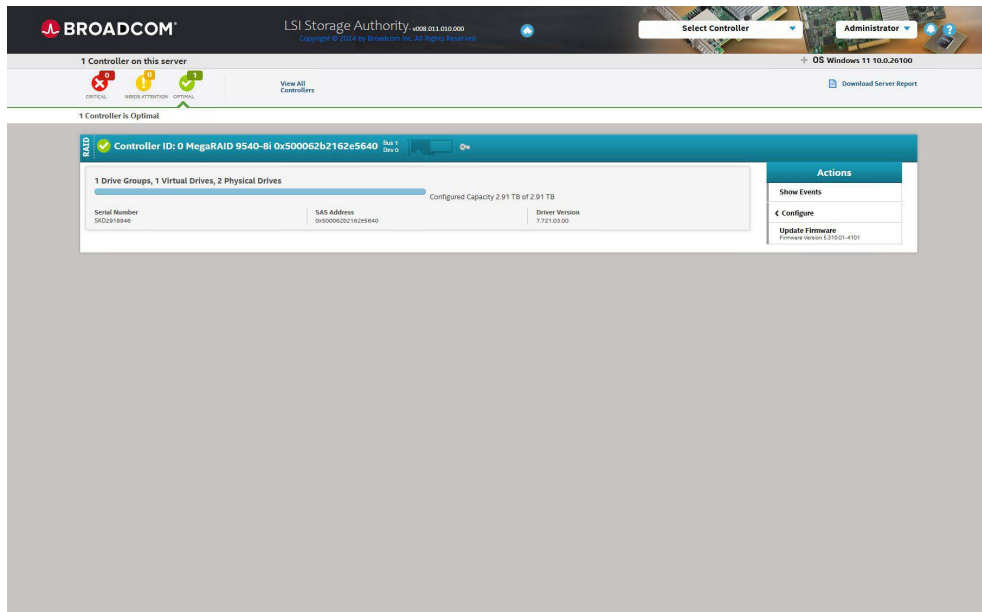 BROADCOM
LSI Storage Authority. v008.011.010.000
Copyright © 2024 by Broadcom Inc. All Rights Reserved
Select Controller
Administrator
?
1 Controller on this server
OS Windows 11 10.0.26100
0
0
1
CRITICAL
NEEDS ATTENTION
OPTIMAL
View All
Controllers
Download Server Report
1 Controller is Optimal
RAID
Controller ID: 0 MegaRAID 9540-8i 0x500062b2162e5640
Bus 1
Dev 0
1 Drive Groups, 1 Virtual Drives, 2 Physical Drives
Configured Capacity 2.91 TB of 2.91 TB
Serial Number
SKD2918946
SAS Address
0x500062b2162e5640
Driver Version
7.721.03.00
Actions
Show Events
Configure
Update Firmware
Firmware Version 5.310.01-4101